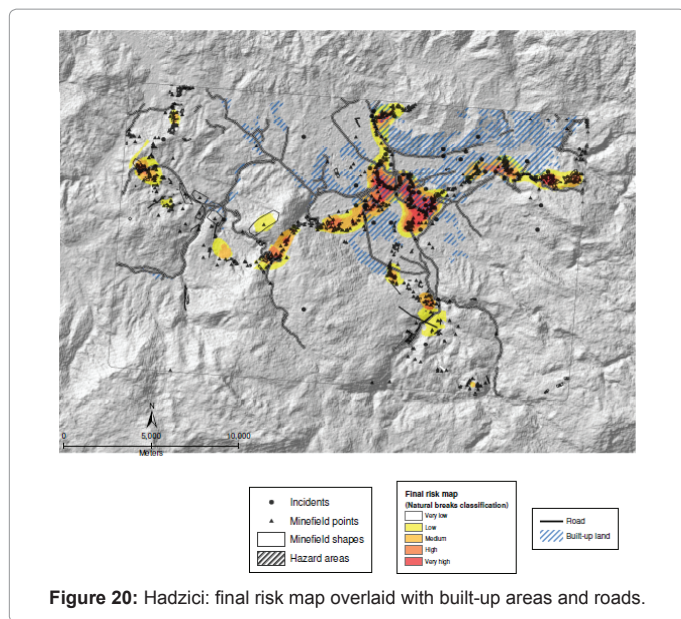 N
0 5,000 10,000
Meters
Incidents
Minefield points
Minefield shapes
Hazard areas
Final risk map
(Natural breaks classification)
Very low
Low
Medium
High
Very high
Road
Built-up land
Figure 20: Hadzici: final risk map overlaid with built-up areas and roads.